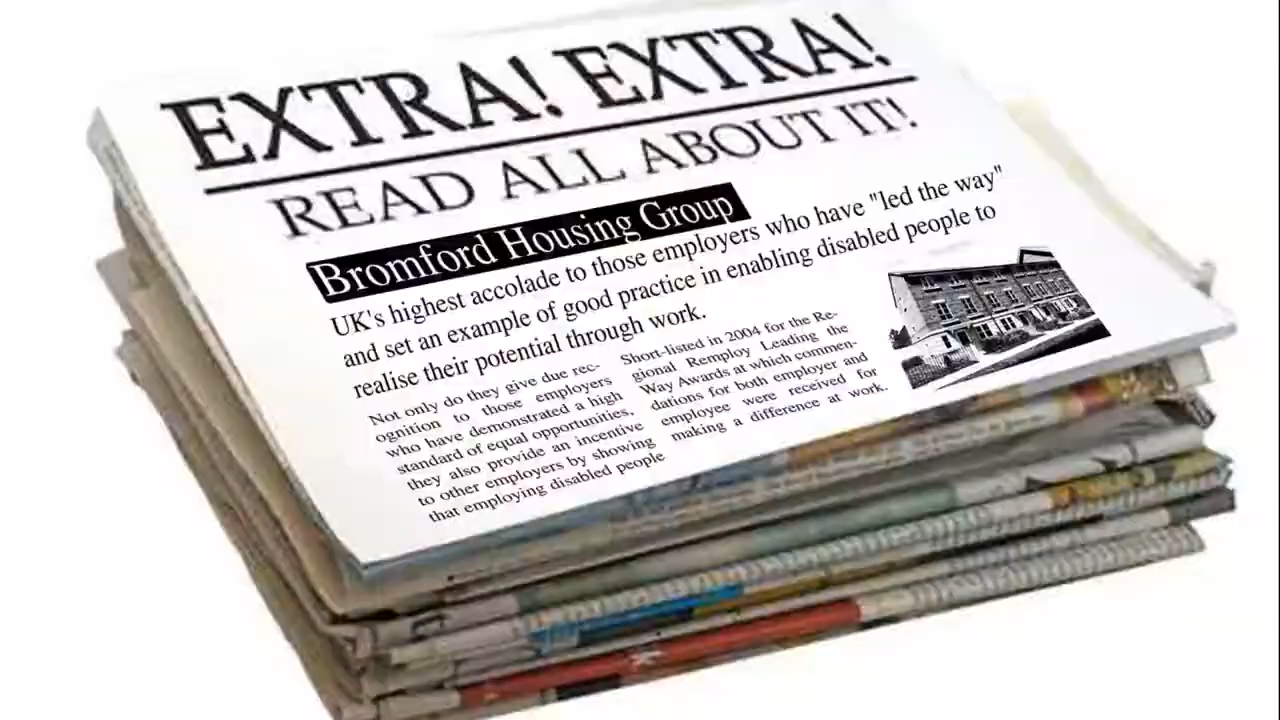 EXTRA! EXTRA!
READ ALL ABOUT IT!
Bromford Housing Group
UK's highest accolade to those employers who have "led the way"
and set an example of good practice in enabling disabled people to
realise their potential through work.
Not only do they give due rec-
ognition to those employers
who have demonstrated a high
standard of equal opportunities,
they also provide an incentive
to other employers by showing
that employing disabled people
Short-listed in 2004 for the Re-
gional Remploy Leading the
Way Awards at which commen-
dations for both employer and
employee were received for
making a difference at work.